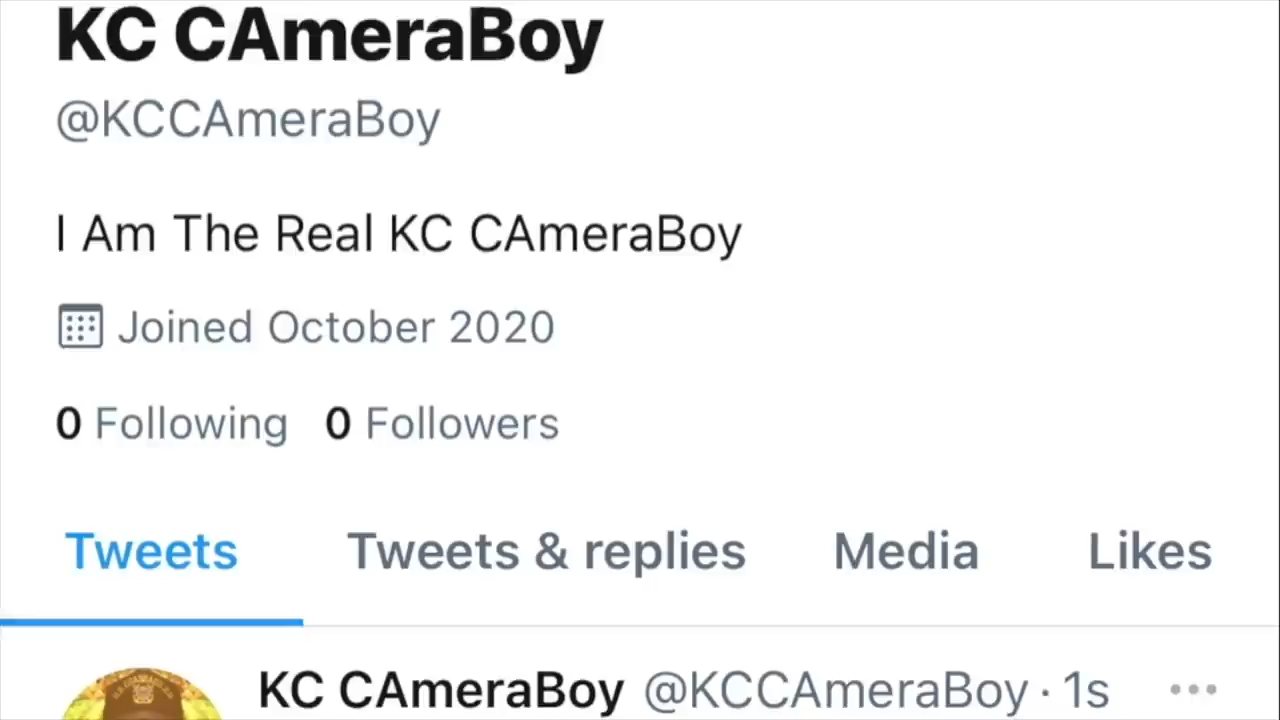 KC CAmeraBoy
@KCCAmeraBoy
I Am The Real KC CAmeraBoy
Joined October 2020
0 Following 0 Followers
Tweets Tweets & replies Media Likes
KC CAmeraBoy @KCCAmeraBoy · 1s